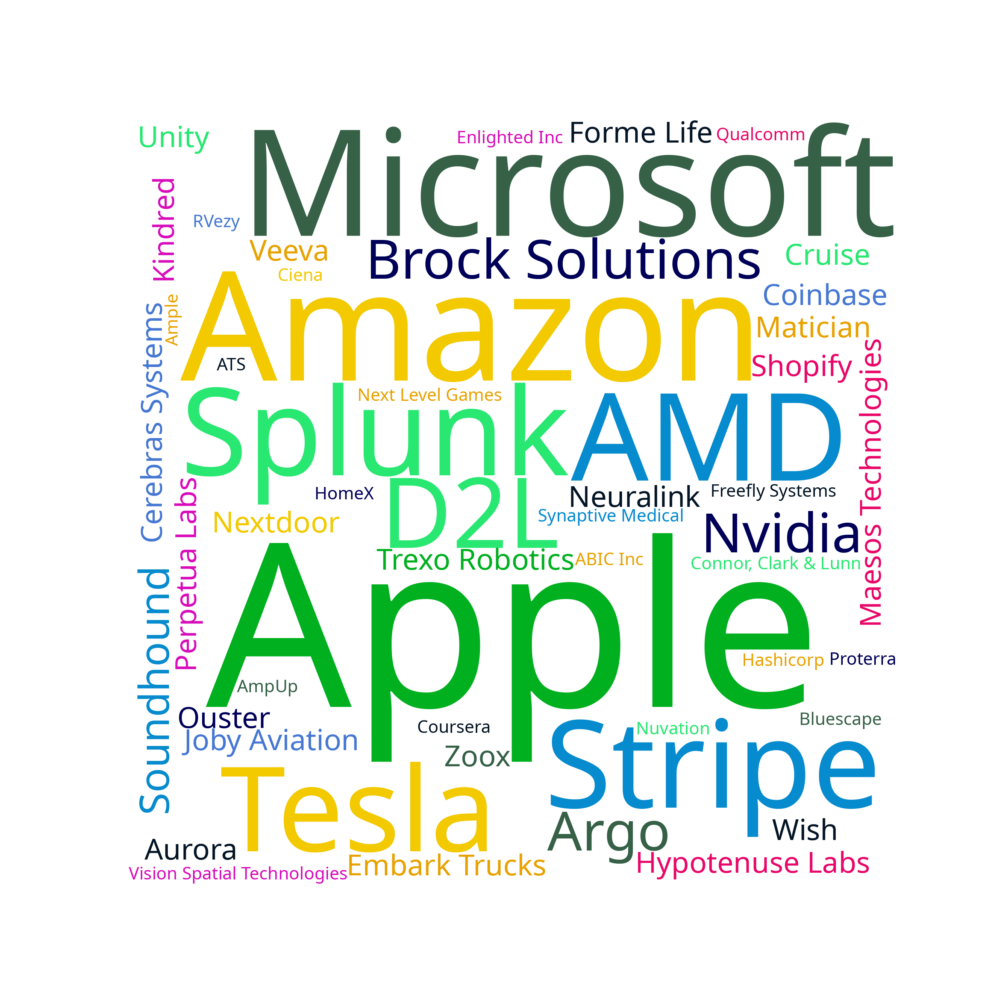 Unity
Microsoft
Enlighted Inc
Forme Life
Qualcomm
Kindred
RVezy
Veeva
Brock Solutions
Cruise
Ciena
Amazon
Coinbase
Ample
Cerebras Systems
Matician
ATS
Shopify
Maesos Technologies
Splunk
Next Level Games
AMD
HomeX
D2L
Neuralink
Freefly Systems
Perpetua Labs
Nextdoor
Synaptive Medical
Nvidia
Trexo Robotics
ABIC Inc
Connor, Clark & Lunn
Apple
Soundhound
Hashicorp
Proterra
AmpUp
Ouster
Coursera
Nuvation
Bluescape
Joby Aviation
Zoox
Stripe
Tesla
Argo
Wish
Aurora
Embark Trucks
Hypotenuse Labs
Vision Spatial Technologies